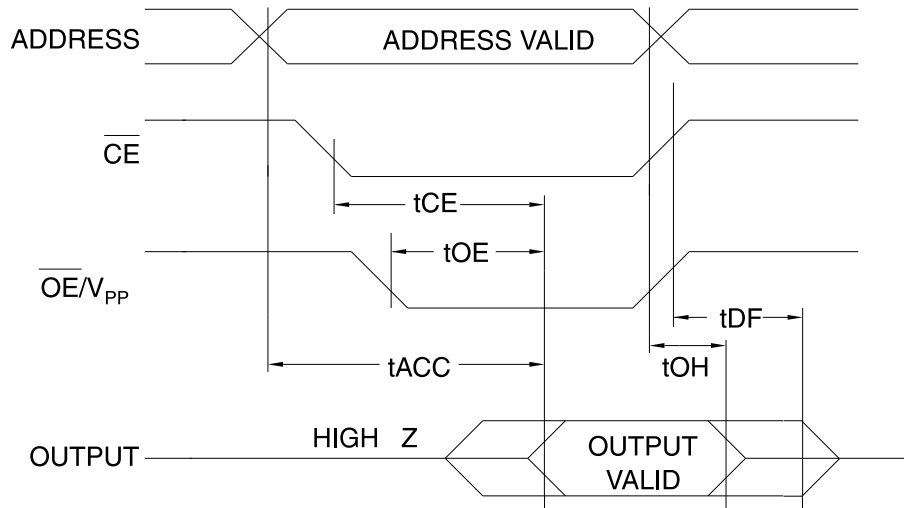 ADDRESS
ADDRESS VALID
CE
tCE
tOE
OE/VPP
tDF
tACC
tOH
HIGH Z
OUTPUT
OUTPUT
VALID